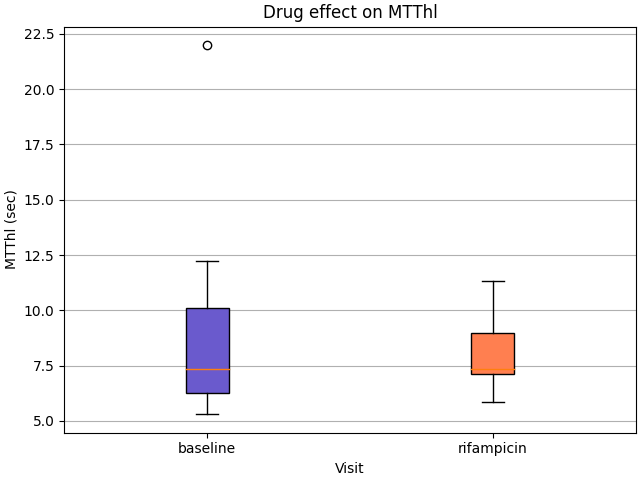 Drug effect on MTThl
22.5
20.0
17.5
15.0
12.5
10.0
7.5
5.0
MTThl (sec)
baseline
rifampicin
Visit